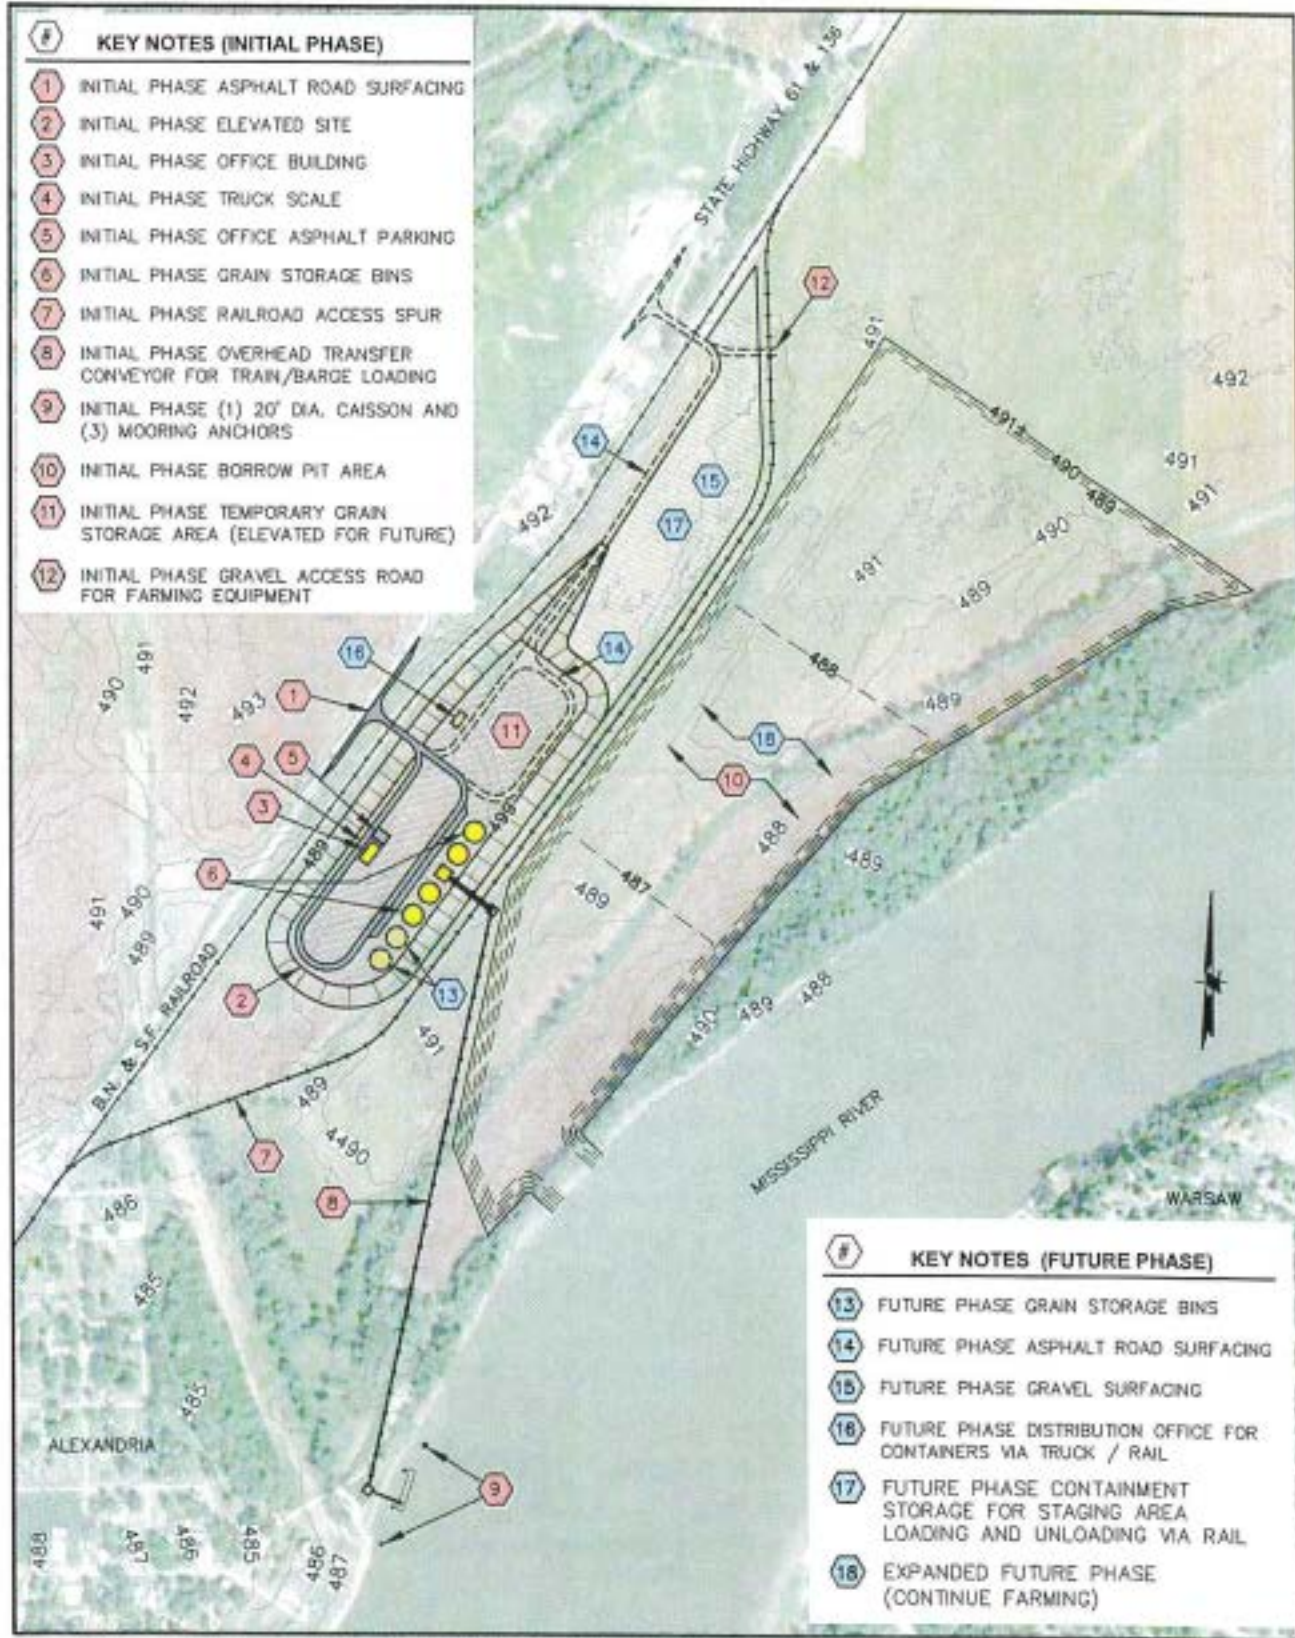 # KEY NOTES (INITIAL PHASE)
1 INITIAL PHASE ASPHALT ROAD SURFACING
2 INITIAL PHASE ELEVATED SITE
3 INITIAL PHASE OFFICE BUILDING
4 INITIAL PHASE TRUCK SCALE
5 INITIAL PHASE OFFICE ASPHALT PARKING
6 INITIAL PHASE GRAIN STORAGE BINS
7 INITIAL PHASE RAILROAD ACCESS SPUR
8 INITIAL PHASE OVERHEAD TRANSFER
CONVEYOR FOR TRAIN/BARGE LOADING
9 INITIAL PHASE (1) 20' DIA. CAISSON AND
(3) MOORING ANCHORS
10 INITIAL PHASE BORROW PIT AREA
11 INITIAL PHASE TEMPORARY GRAIN
STORAGE AREA (ELEVATED FOR FUTURE)
12 INITIAL PHASE GRAVEL ACCESS ROAD
FOR FARMING EQUIPMENT
STATE HIGHWAY 61 & 136
12
491
492
491±
490
489
491
491
14
15
17
492
490
491
489
16
14
488
489
491
490
492
493
1
11
18
10
4
5
3
489
499
6
488
489
487
489
491
490
489
2
13
491
490
489
488
B.N. & S.F. RAILROAD
489
4490
7
8
486
485
485
MISSISSIPPI RIVER
WARSAW
ALEXANDRIA
9
488
487
486
485
486
487
# KEY NOTES (FUTURE PHASE)
13 FUTURE PHASE GRAIN STORAGE BINS
14 FUTURE PHASE ASPHALT ROAD SURFACING
15 FUTURE PHASE GRAVEL SURFACING
16 FUTURE PHASE DISTRIBUTION OFFICE FOR
CONTAINERS VIA TRUCK / RAIL
17 FUTURE PHASE CONTAINMENT
STORAGE FOR STAGING AREA
LOADING AND UNLOADING VIA RAIL
18 EXPANDED FUTURE PHASE
(CONTINUE FARMING)